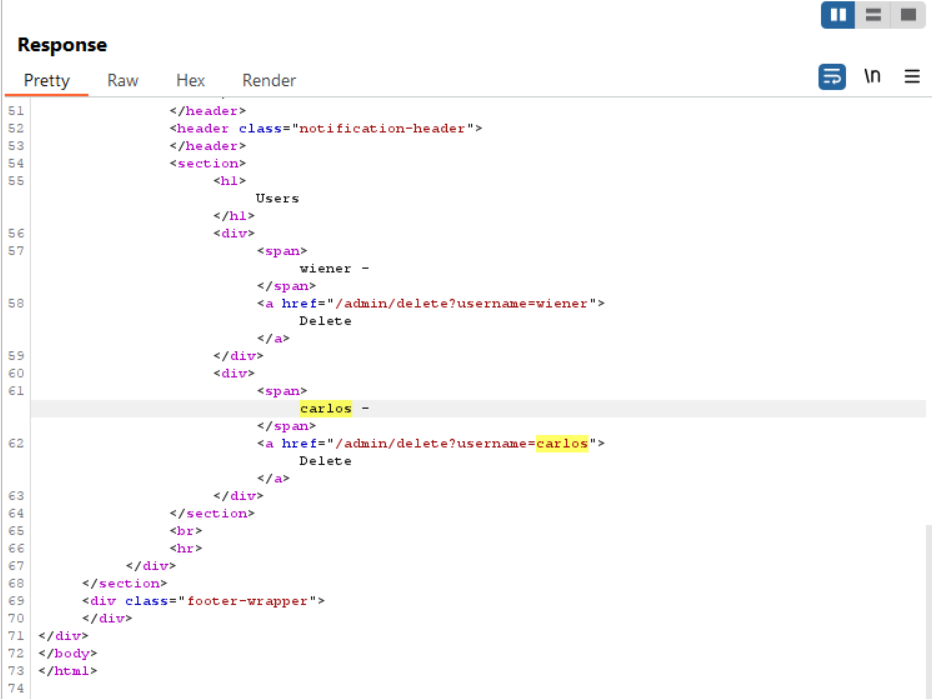 Response
Pretty Raw Hex Render \n
51 </header>
52 <header class="notification-header">
53 </header>
54 <section>
55 <h1>
Users
</h1>
56 <div>
57 <span>
wiener -
</span>
58 <a href="/admin/delete?username=wiener">
Delete
</a>
59 </div>
60 <div>
61 <span>
carlos -
</span>
62 <a href="/admin/delete?username=carlos">
Delete
</a>
63 </div>
64 </section>
65 <br>
66 <hr>
67 </div>
68 </section>
69 <div class="footer-wrapper">
70 </div>
71 </div>
72 </body>
73 </html>
74